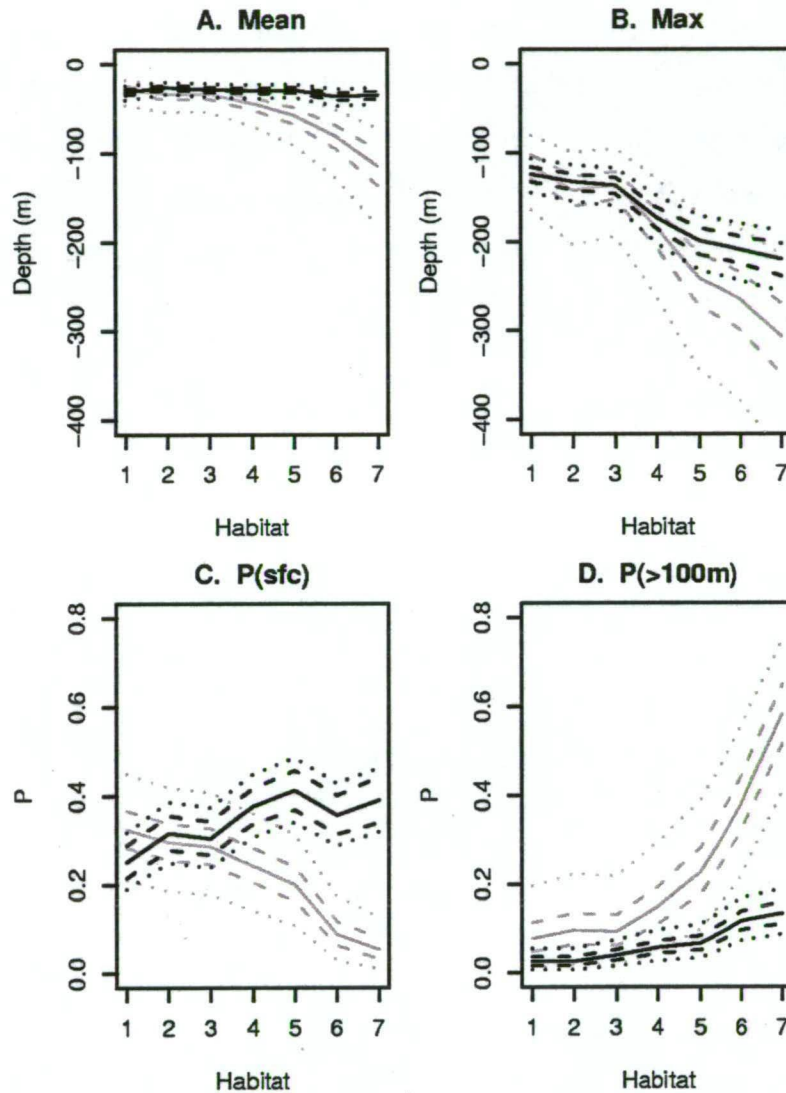 A. Mean
B. Max
Depth (m)
0
−100
−200
−300
−400
1 2 3 4 5 6 7
Habitat
Depth (m)
0
−100
−200
−300
−400
1 2 3 4 5 6 7
Habitat
C. P(sfc)
D. P(>100m)
P
0.8
0.6
0.4
0.2
0.0
1 2 3 4 5 6 7
Habitat
P
0.8
0.6
0.4
0.2
0.0
1 2 3 4 5 6 7
Habitat